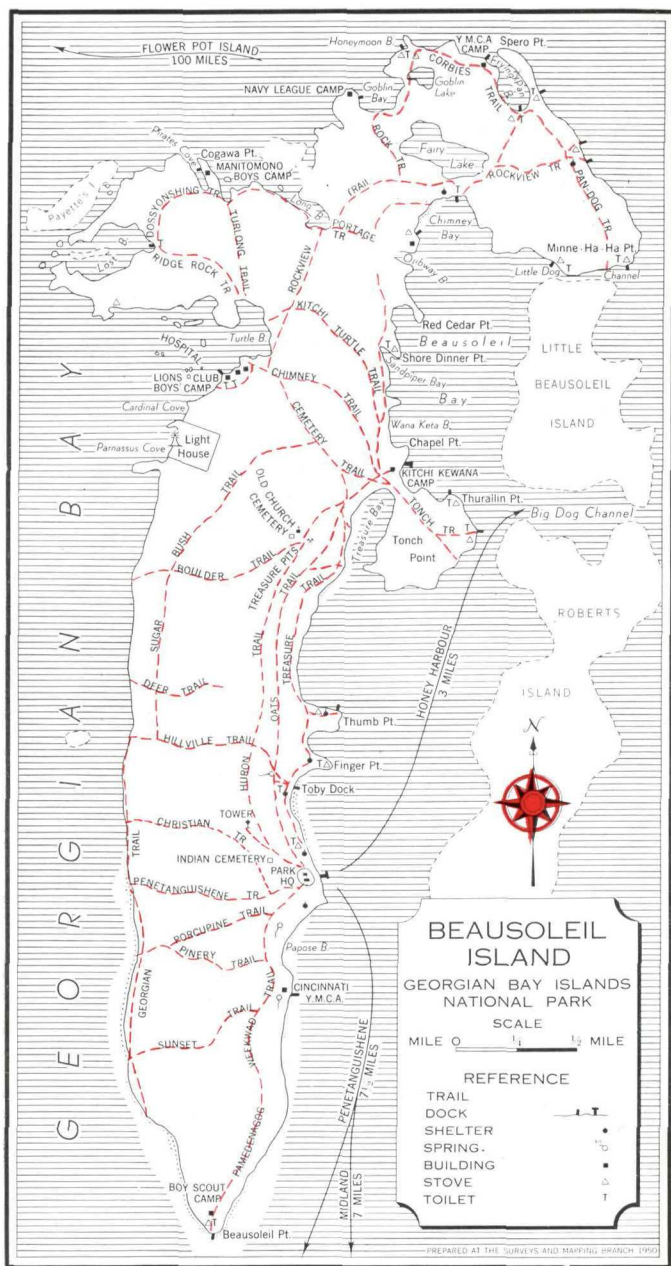 FLOWER POT ISLAND
100 MILES
Honeymoon B.
Y.M.C.A
CAMP
Spero Pt.
CORBIES
TRAIL
Fryingpan
B.
Goblin
Lake
NAVY LEAGUE CAMP
Goblin
Bay
ROCK TR.
Fairy
Lake
ROCKVIEW TR
PAN-DOG TR.
Pirates Cove
Cogawa Pt.
MANITOMONO
BOYS CAMP
Payette's I
DOSSYONSHING TR
TURLONG TRAIL
Long B.
PORTAGE
TR
ROCKVIEW
TRAIL
Chimney
Bay
Ojibway B
Minne-Ha-Ha Pt.
Little Dog
Channel
Lost B.
RIDGE ROCK TR
KITCHI TURTLE TRAIL
Red Cedar Pt.
Beausoleil
Bay
Turtle B.
HOSPITAL
LIONS CLUB
BOYS' CAMP
CHIMNEY
TRAIL
Shore Dinner Pt.
Sandpiper Bay
LITTLE
BEAUSOLEIL
ISLAND
Cardinal Cove
Parnassus Cove
Light
House
CEMETERY
TRAIL
Wana Keta B.
Chapel Pt.
KITCHI KEWANA
CAMP
Thurailin Pt.
TONCH
TR
Tonch
Point
Big Dog Channel
OLD CHURCH
CEMETERY
TREASURE PITS
Treasure Bay
BUSH
TRAIL
BOULDER
TRAIL
TRAIL
TRAIL
SUGAR
TRAIL
OATS
TREASURE
ROBERTS
ISLAND
HONEY HARBOUR
3 MILES
DEER TRAIL
Thumb Pt.
HILLVILLE TRAIL
Finger Pt.
HURON
Toby Dock
N
TOWER
CHRISTIAN
TR.
INDIAN CEMETERY
PARK
HQ
TRAIL
PENETANGUISHENE TR
PORCUPINE TRAIL
PINERY TRAIL
Papose B.
GEORGIAN
CINCINNATI
Y.M.C.A.
SUNSET TRAIL
TRAIL
KEEKWAD
PAMEDENAGOS
PENETANGUISHENE
7½ MILES
MIDLAND
7 MILES
BOY SCOUT
CAMP
Beausoleil Pt.
GEORGIAN BAY
BEAUSOLEIL
ISLAND
GEORGIAN BAY ISLANDS
NATIONAL PARK
SCALE
MILE 0 ¼ ½ MILE
REFERENCE
TRAIL
DOCK
SHELTER
SPRING.
BUILDING
STOVE
TOILET T
PREPARED AT THE SURVEYS AND MAPPING BRANCH 1950